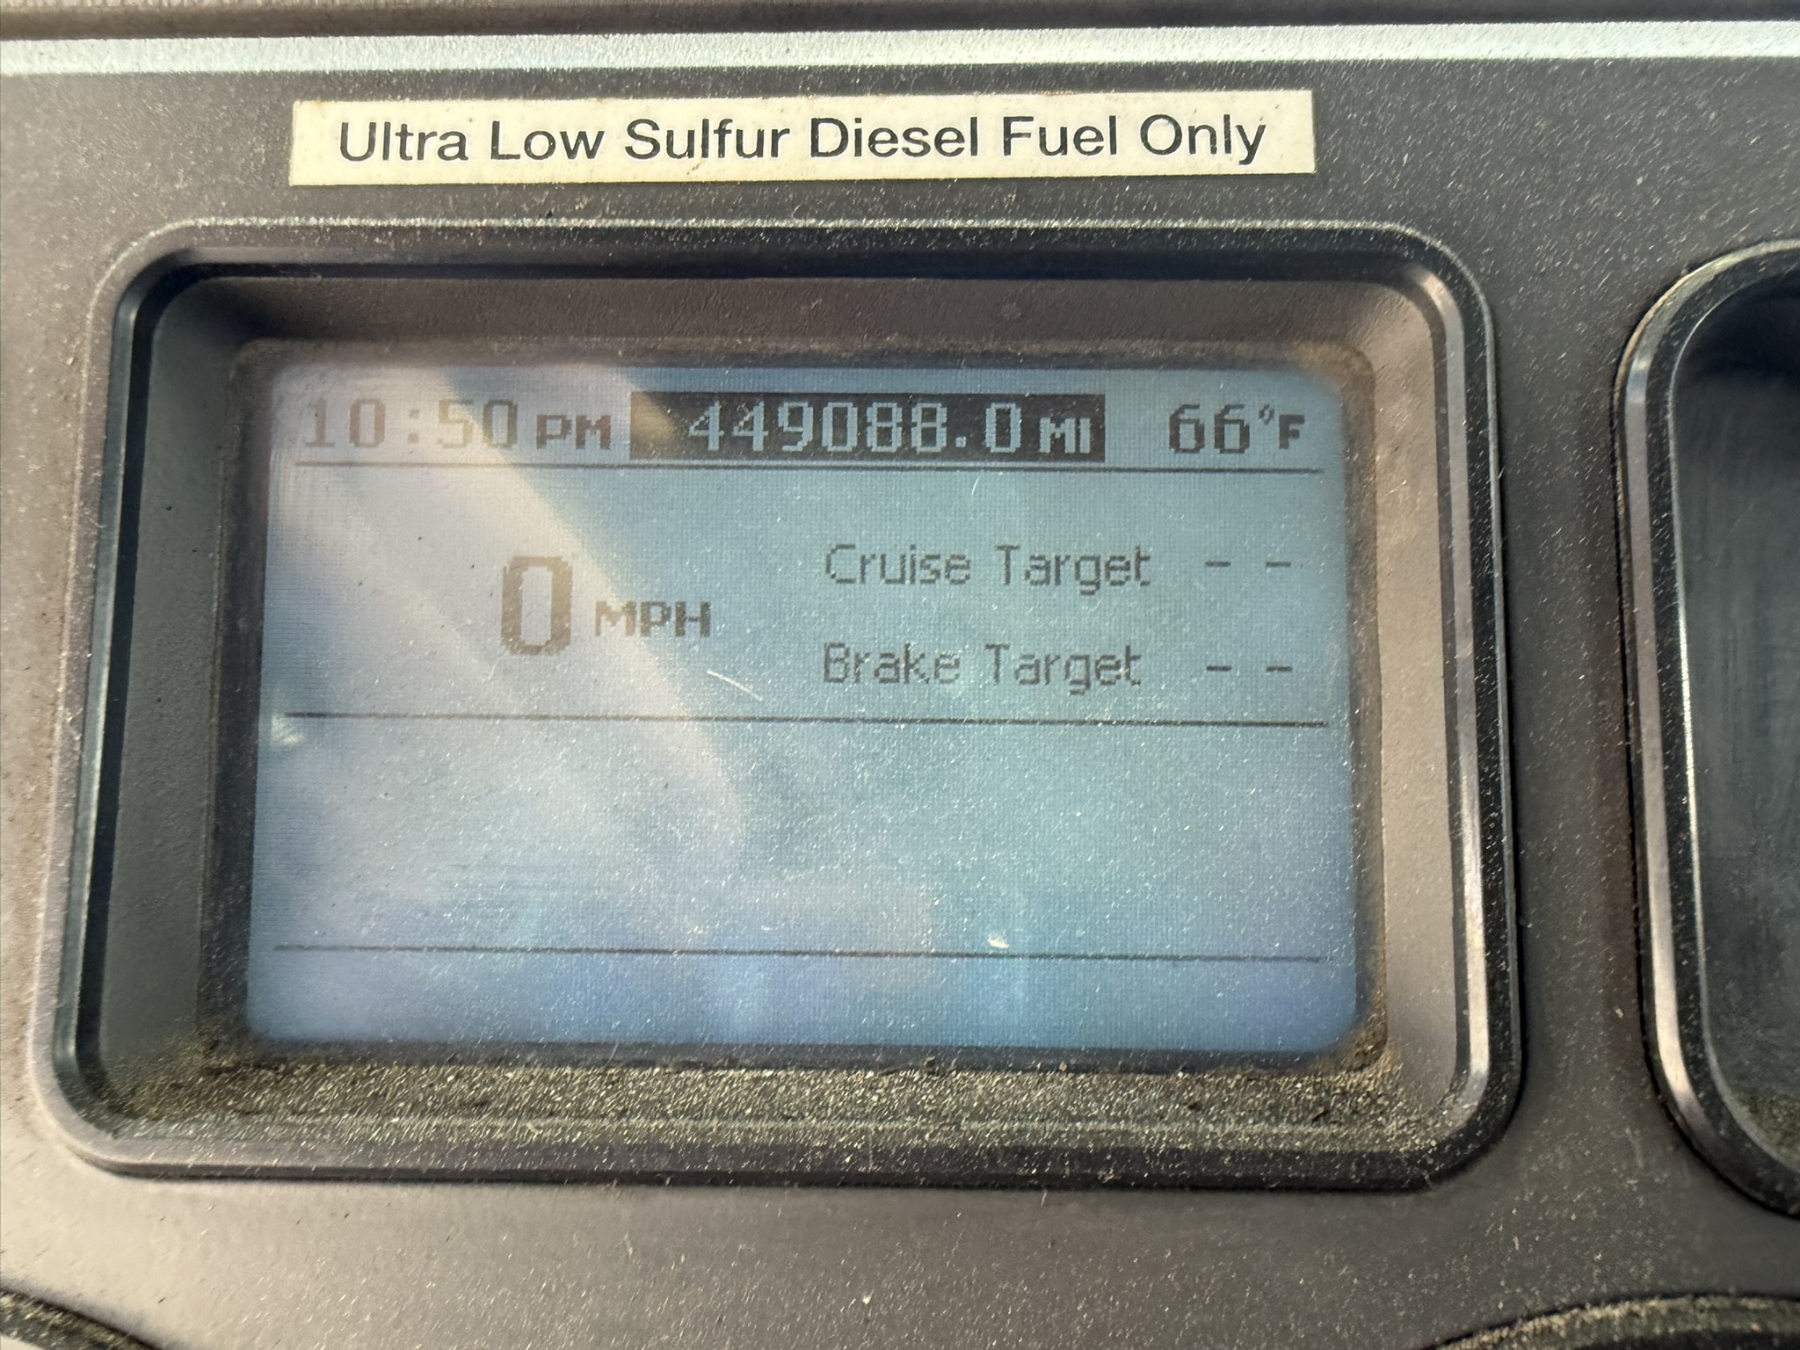 Ultra Low Sulfur Diesel Fuel Only
10:50 PM 449088.0 MI 66°F
Cruise Target - -
0 MPH
Brake Target - -